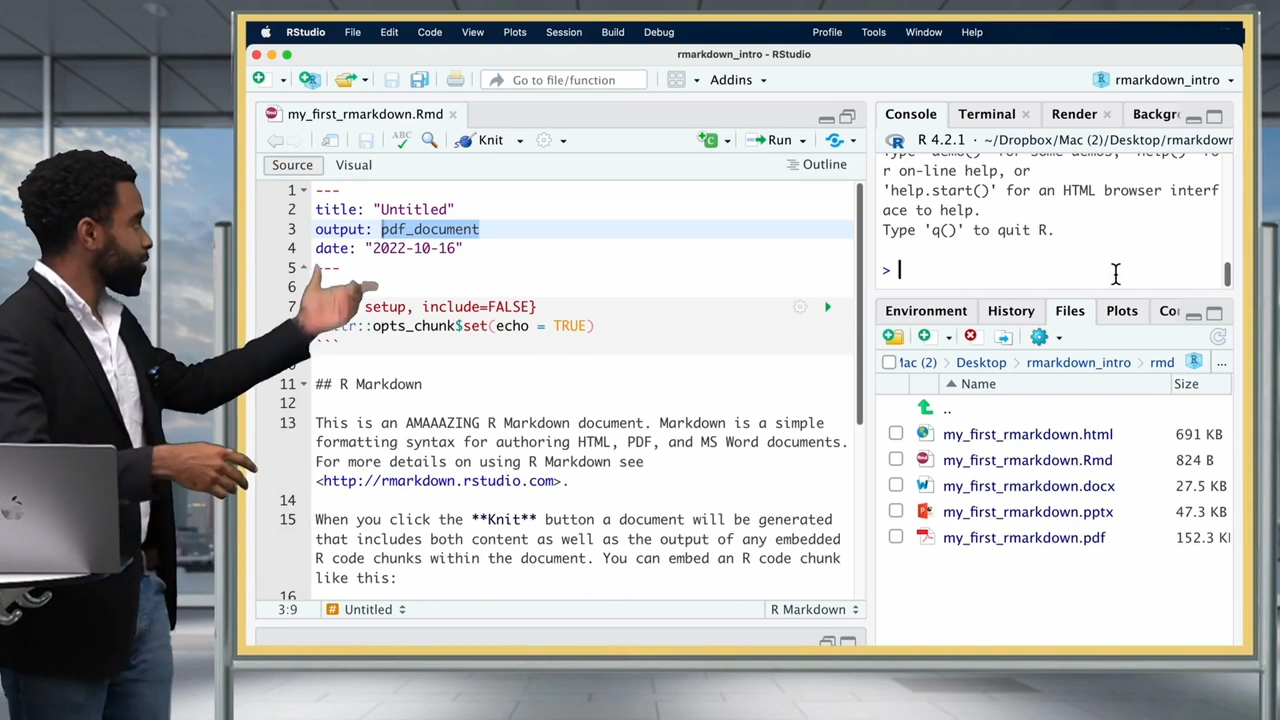 RStudio File Edit Code View Plots Session Build Debug Profile Tools Window Help
rmarkdown_intro - RStudio
Go to file/function Addins rmarkdown_intro
my_first_rmarkdown.Rmd
ABC Knit Run
Source Visual Outline
1 ---
2 title: "Untitled"
3 output: pdf_document
4 date: "2022-10-16"
5 ---
6
7 setup, include=FALSE}
::opts_chunk$set(echo = TRUE)
```
11 ## R Markdown
12
13 This is an AMAAAZING R Markdown document. Markdown is a simple
formatting syntax for authoring HTML, PDF, and MS Word documents.
For more details on using R Markdown see
<http://rmarkdown.rstudio.com>.
14
15 When you click the **Knit** button a document will be generated
that includes both content as well as the output of any embedded
R code chunks within the document. You can embed an R code chunk
like this:
16
3:9 # Untitled R Markdown
Console Terminal Render
R 4.2.1 · ~/Dropbox/Mac (2)/Desktop/rmarkdown
r on-line help, or
'help.start()' for an HTML browser interf
ace to help.
Type 'q()' to quit R.
>
Environment History Files Plots
(2) Desktop rmarkdown_intro rmd ...
Name Size
..
my_first_rmarkdown.html 691 KB
my_first_rmarkdown.Rmd 824 B
my_first_rmarkdown.docx 27.5 KB
my_first_rmarkdown.pptx 47.3 KB
my_first_rmarkdown.pdf 152.3